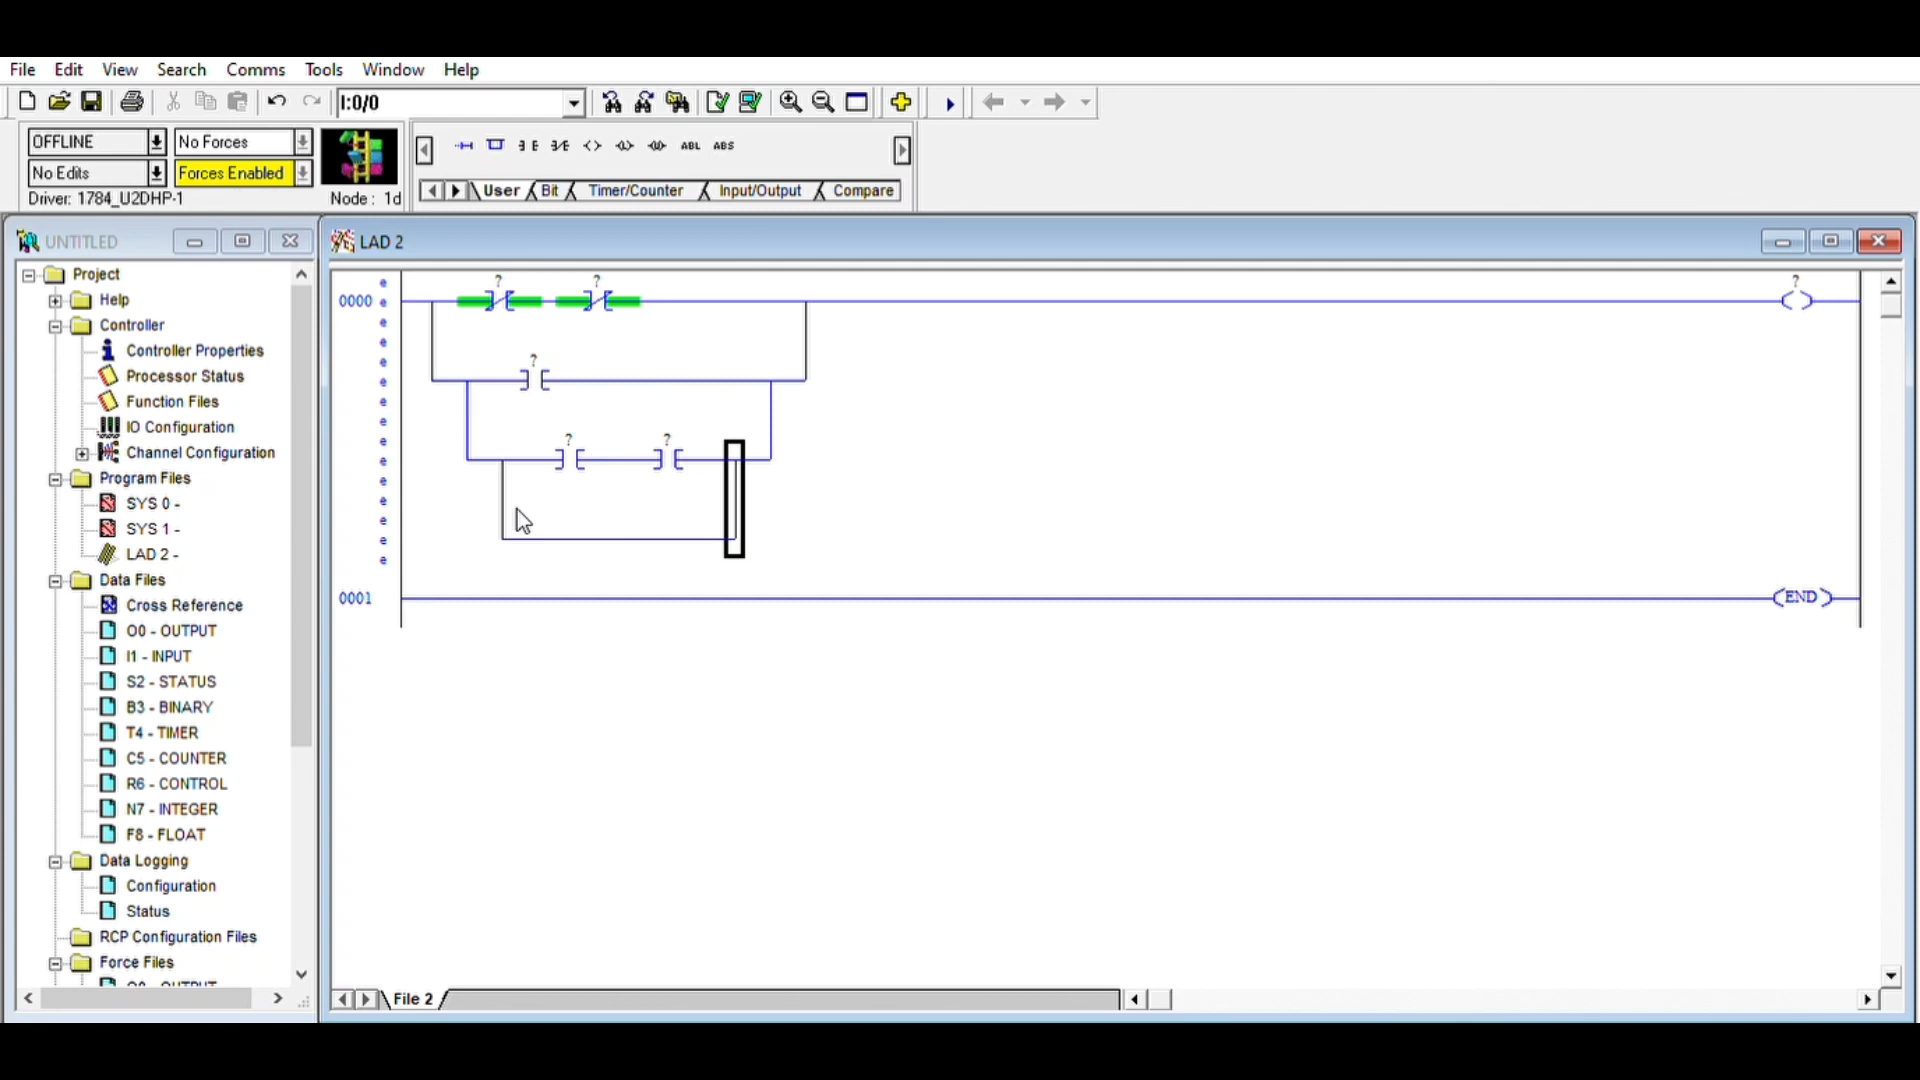 File Edit View Search Comms Tools Window Help
I:0/0
OFFLINE No Forces
No Edits Forces Enabled
Driver: 1784_U2DHP-1 Node : 1d
ABL ABS
User Bit Timer/Counter Input/Output Compare
UNTITLED
LAD 2
Project
Help
Controller
Controller Properties
Processor Status
Function Files
IO Configuration
Channel Configuration
Program Files
SYS 0 -
SYS 1 -
LAD 2 -
Data Files
Cross Reference
O0 - OUTPUT
I1 - INPUT
S2 - STATUS
B3 - BINARY
T4 - TIMER
C5 - COUNTER
R6 - CONTROL
N7 - INTEGER
F8 - FLOAT
Data Logging
Configuration
Status
RCP Configuration Files
Force Files
O0 - OUTPUT
e ? ? ?
0000 e
e
e
e ?
e
e
e
e ? ?
e
e
e
e
e
e
0001 END
File 2